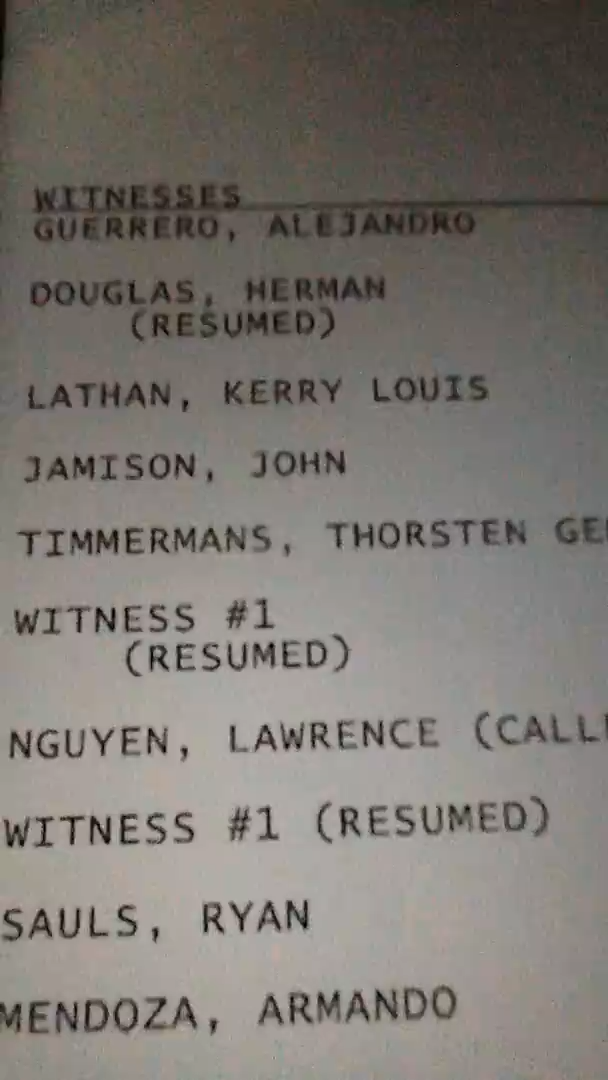 WITNESSES
GUERRERO, ALEJANDRO
DOUGLAS, HERMAN
(RESUMED)
LATHAN, KERRY LOUIS
JAMISON, JOHN
TIMMERMANS, THORSTEN
WITNESS #1
(RESUMED)
NGUYEN, LAWRENCE
WITNESS #1 (RESUMED)
SAULS, RYAN
MENDOZA, ARMANDO